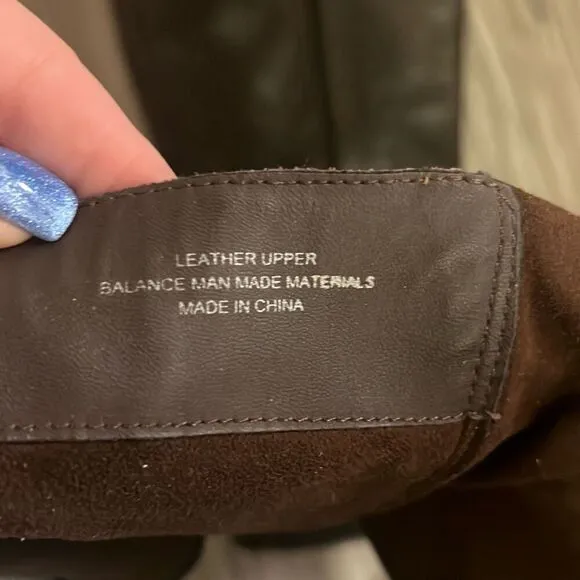 LEATHER UPPER
BALANCE MAN MADE MATERIALS
MADE IN CHINA